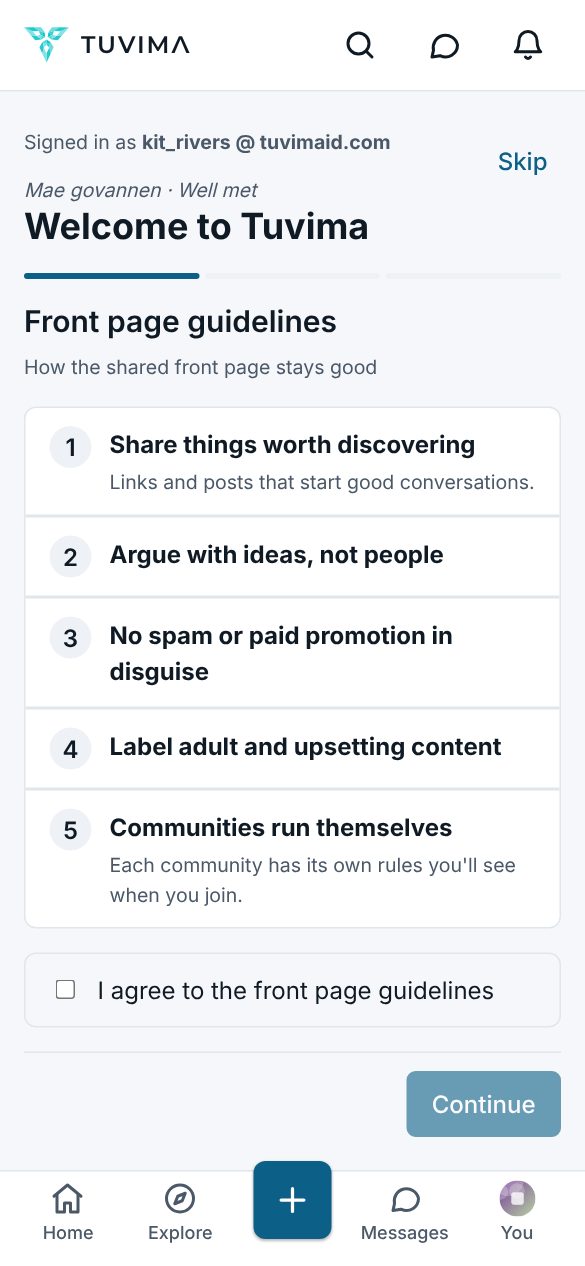 TUVIMA
Signed in as kit_rivers @ tuvimaid.com
Skip
Mae govannen · Well met
Welcome to Tuvima
Front page guidelines
How the shared front page stays good
1
Share things worth discovering
Links and posts that start good conversations.
2
Argue with ideas, not people
3
No spam or paid promotion in
disguise
4
Label adult and upsetting content
5
Communities run themselves
Each community has its own rules you'll see
when you join.
I agree to the front page guidelines
Continue
Home
Explore
Messages
You